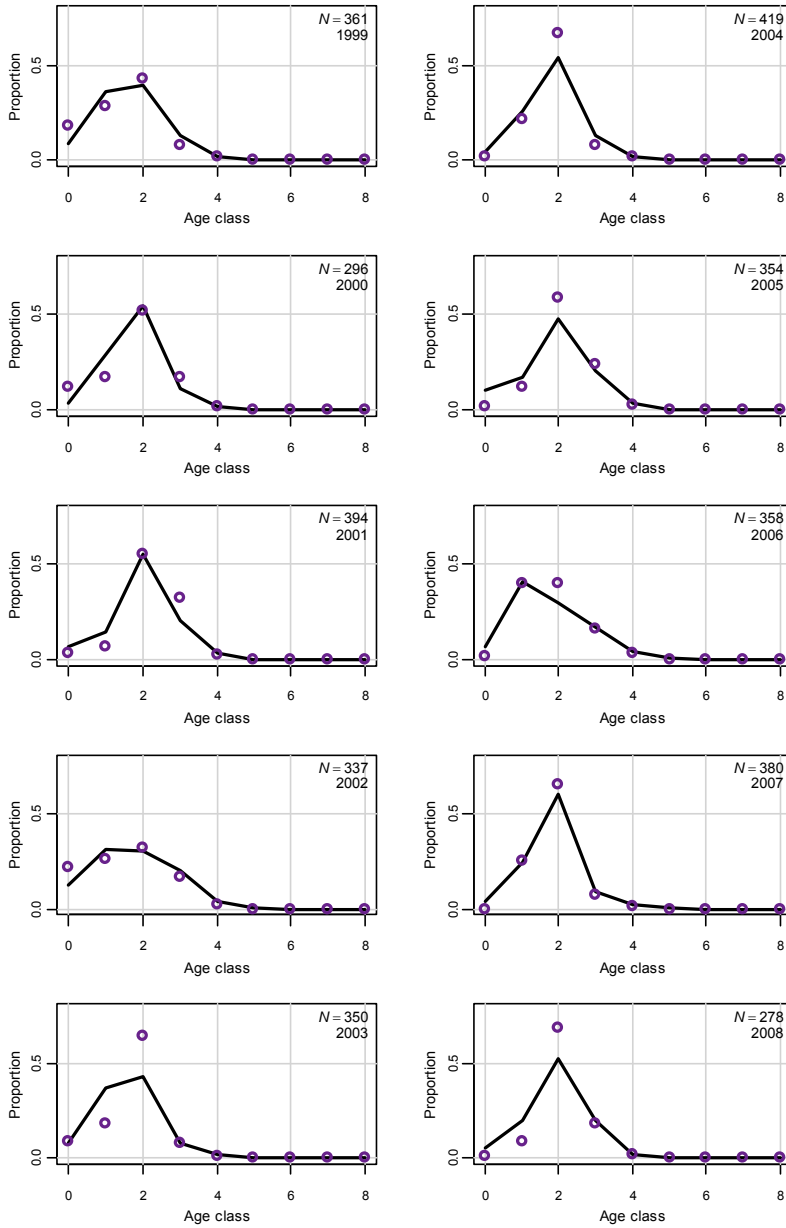 N = 361
1999
Proportion
0.5
0.0
0 2 4 6 8
Age class
N = 419
2004
Proportion
0.5
0.0
0 2 4 6 8
Age class
N = 296
2000
Proportion
0.5
0.0
0 2 4 6 8
Age class
N = 354
2005
Proportion
0.5
0.0
0 2 4 6 8
Age class
N = 394
2001
Proportion
0.5
0.0
0 2 4 6 8
Age class
N = 358
2006
Proportion
0.5
0.0
0 2 4 6 8
Age class
N = 337
2002
Proportion
0.5
0.0
0 2 4 6 8
Age class
N = 380
2007
Proportion
0.5
0.0
0 2 4 6 8
Age class
N = 350
2003
Proportion
0.5
0.0
0 2 4 6 8
Age class
N = 278
2008
Proportion
0.5
0.0
0 2 4 6 8
Age class